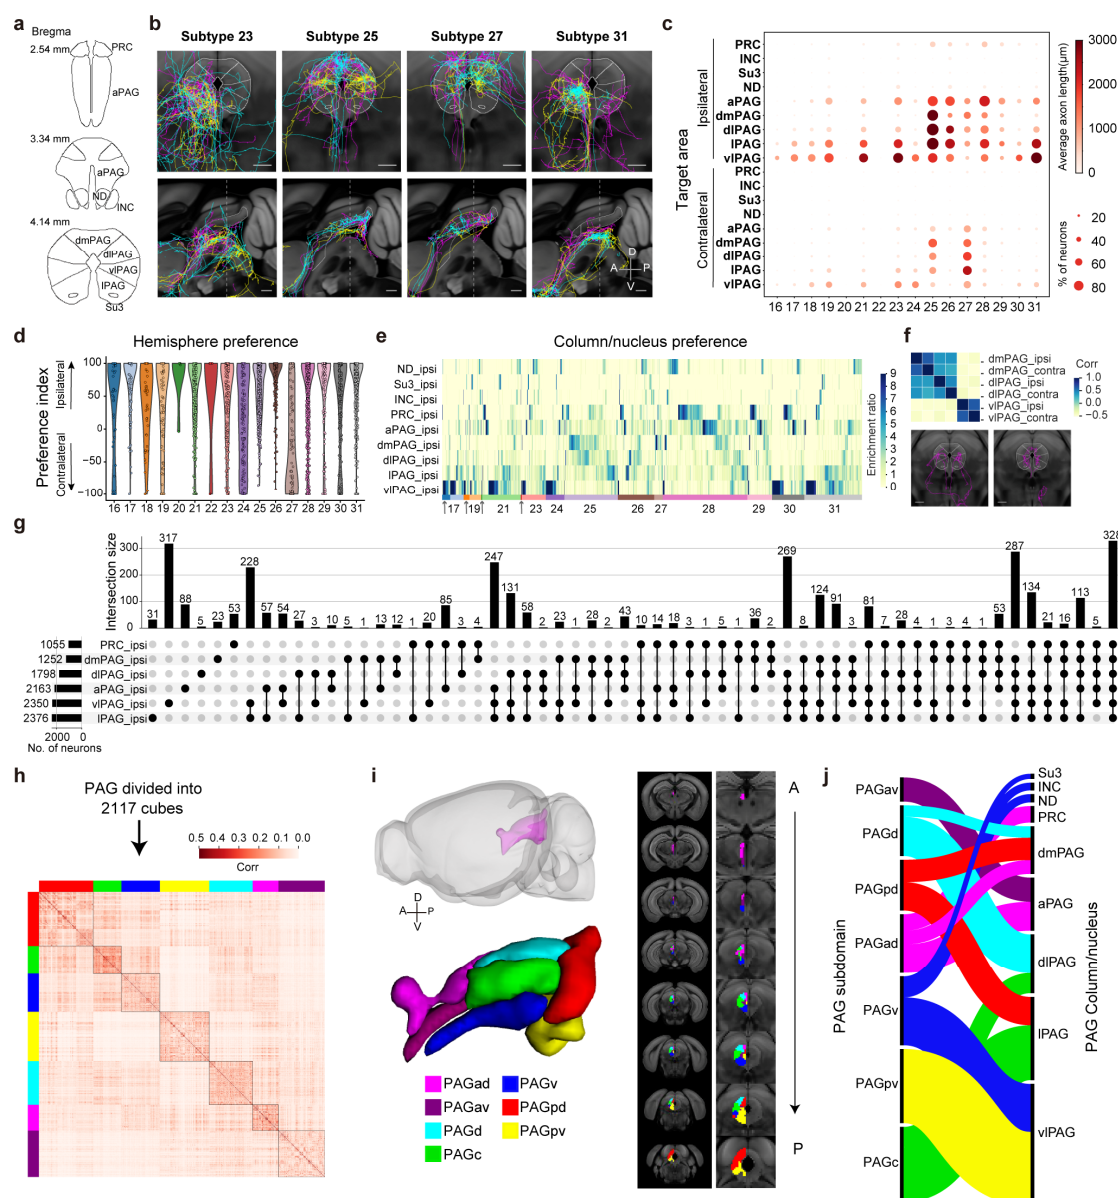 a
Bregma
2.54 mm
PRC
aPAG
3.34 mm
aPAG
ND
INC
4.14 mm
dmPAG
dlPAG
vlPAG
lPAG
Su3
b
Subtype 23
Subtype 25
Subtype 27
Subtype 31
D
A
P
V
c
Target area
Ipsilateral
Contralateral
PRC
INC
Su3
ND
aPAG
dmPAG
dlPAG
lPAG
vlPAG
PRC
INC
Su3
ND
aPAG
dmPAG
dlPAG
lPAG
vlPAG
16 17 18 19 20 21 22 23 24 25 26 27 28 29 30 31
3000
2000
1000
0
Average axon length(μm)
20
40
60
80
% of neurons
d
Hemisphere preference
Preference index
Ipsilateral
Contralateral
100
50
0
−50
−100
16 17 18 19 20 21 22 23 24 25 26 27 28 29 30 31
e
Column/nucleus preference
ND_ipsi
Su3_ipsi
INC_ipsi
PRC_ipsi
aPAG_ipsi
dmPAG_ipsi
dlPAG_ipsi
lPAG_ipsi
vlPAG_ipsi
17 19 21 23 24 25 26 27 28 29 30 31
9
8
7
6
5
4
3
2
1
0
Enrichment ratio
f
dmPAG_ipsi
dmPAG_contra
dlPAG_ipsi
dlPAG_contra
vlPAG_ipsi
vlPAG_contra
Corr
1.0
0.5
0.0
−0.5
g
Intersection size
300
200
100
0
31 317 88 5 23 53 228 57 54 27 3 10 5 1 13 12 1 20 85 3 4 247 131 58 2 23 1 28 2 43 10 14 18 3 1 5 1 36 2 269 8 124 91 3 81 7 28 4 1 3 4 1 53 287 134 21 16 113 5 328
1055 PRC_ipsi
1252 dmPAG_ipsi
1798 dlPAG_ipsi
2163 aPAG_ipsi
2350 vlPAG_ipsi
2376 lPAG_ipsi
2000 0
No. of neurons
h
PAG divided into
2117 cubes
0.5 0.4 0.3 0.2 0.1 0.0
Corr
i
D
A
P
V
PAGad
PAGav
PAGd
PAGc
PAGv
PAGpd
PAGpv
A
P
j
PAG subdomain
PAGav
PAGd
PAGpd
PAGad
PAGv
PAGpv
PAGc
Su3
INC
ND
PRC
dmPAG
aPAG
dlPAG
lPAG
vlPAG
PAG Column/nucleus